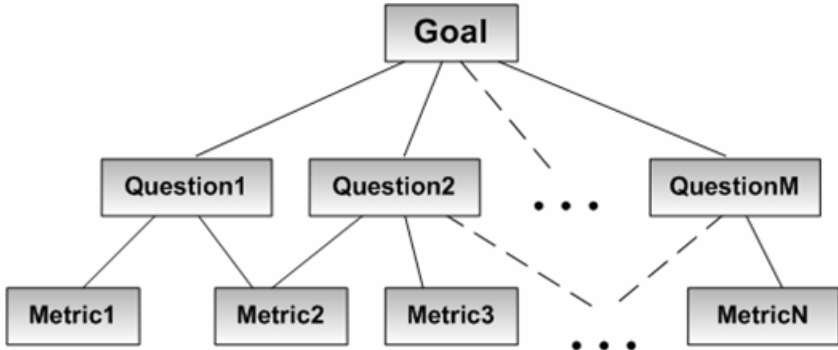 Goal
Question1 Question2 . . . QuestionM
Metric1 Metric2 Metric3 . . . MetricN